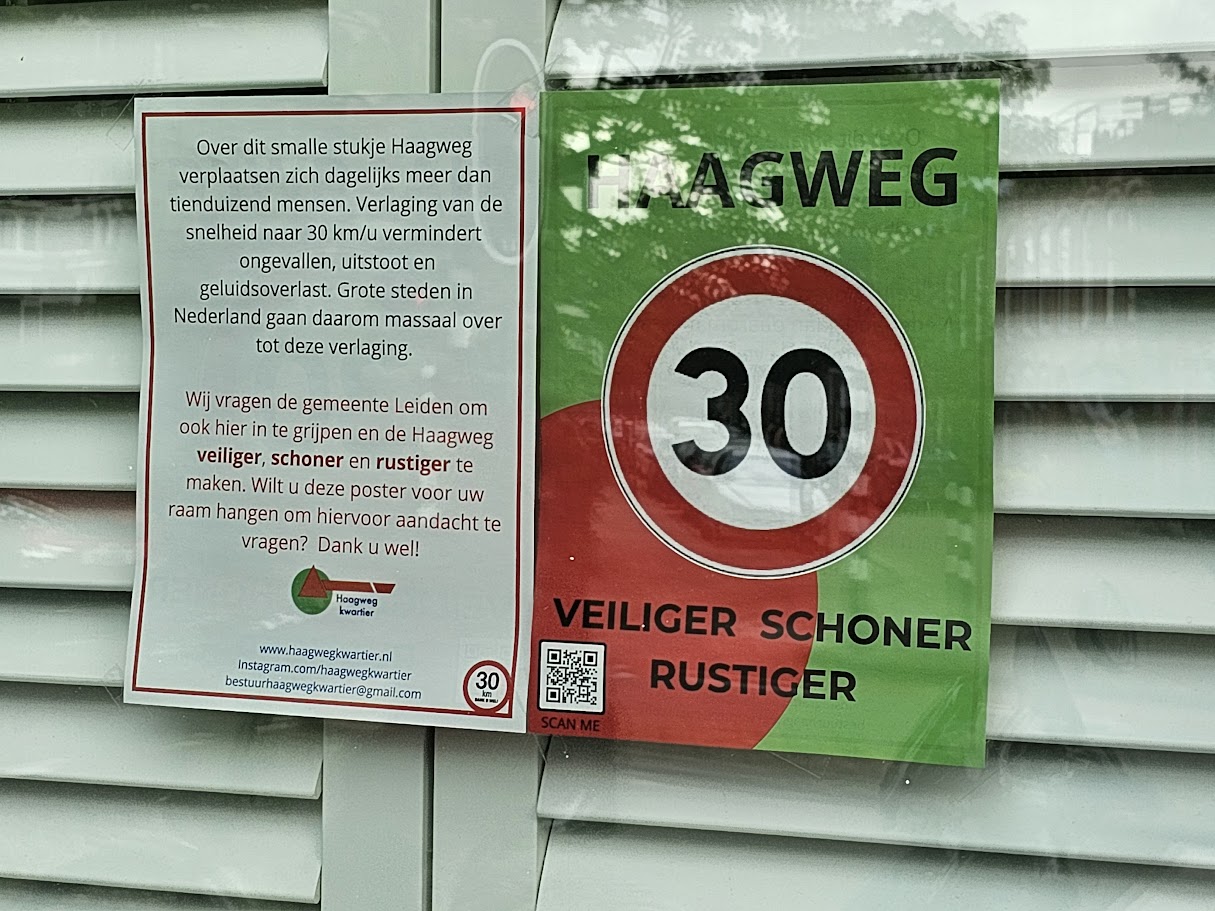 Over dit smalle stukje Haagweg
verplaatsen zich dagelijks meer dan
tienduizend mensen. Verlaging van de
snelheid naar 30 km/u vermindert
ongevallen, uitstoot en
geluidsoverlast. Grote steden in
Nederland gaan daarom massaal over
tot deze verlaging.
Wij vragen de gemeente Leiden om
ook hier in te grijpen en de Haagweg
veiliger, schoner en rustiger te
maken. Wilt u deze poster voor uw
raam hangen om hiervoor aandacht te
vragen? Dank u wel!
Haagweg
kwartier
www.haagwegkwartier.nl
Instagram.com/haagwegkwartier
bestuurhaagwegkwartier@gmail.com
30
km
DANK U WEL!
HAAGWEG
30
VEILIGER SCHONER
RUSTIGER
SCAN ME